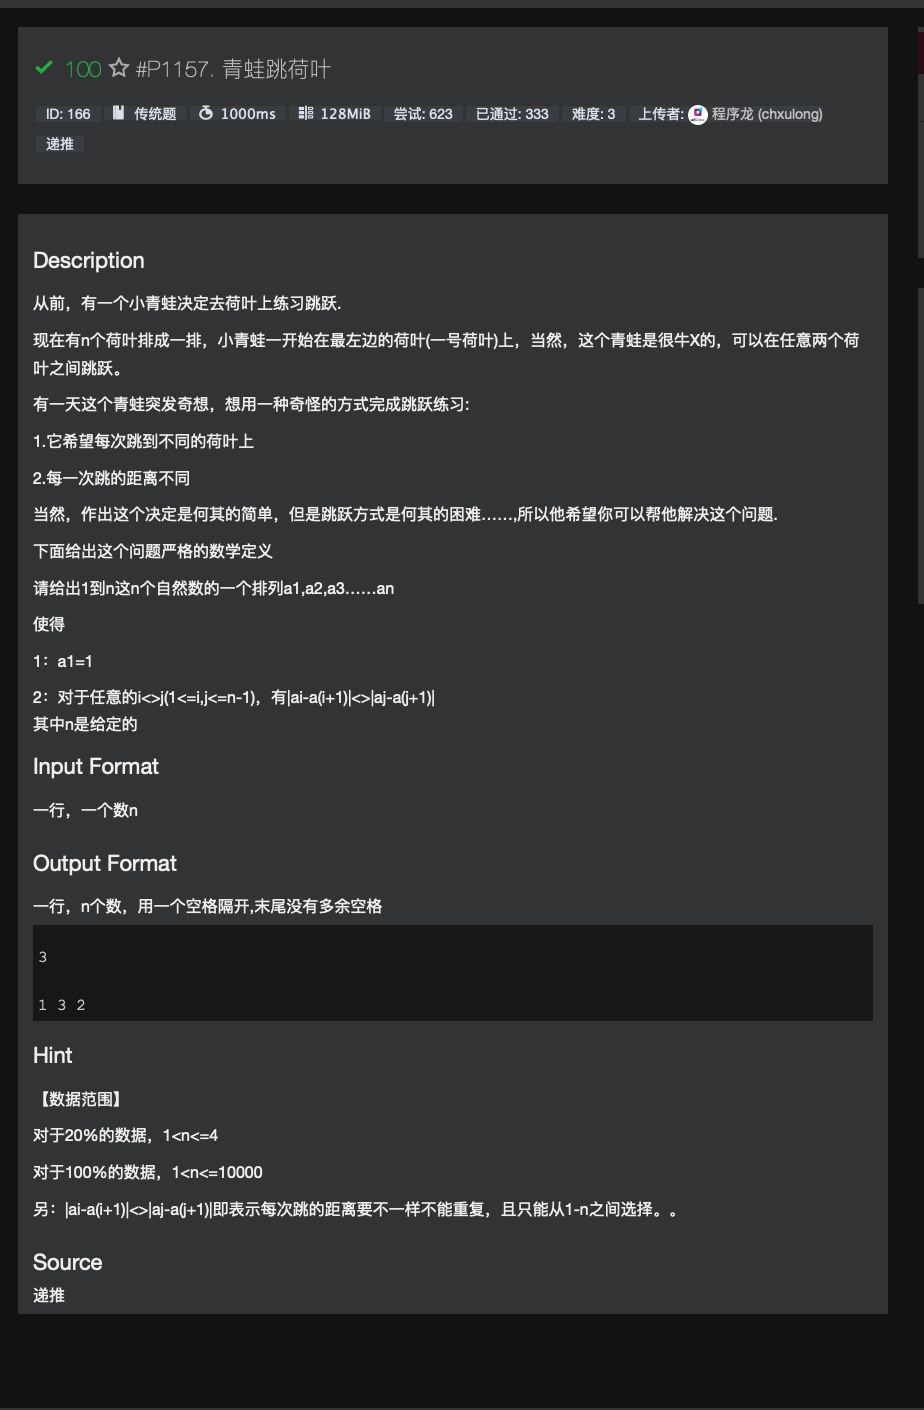 100 #P1157. 青蛙跳荷叶
ID: 166 传统题 1000ms 128MiB 尝试: 623 已通过: 333 难度: 3 上传者: 程序龙 (chxulong)
递推
Description
从前，有一个小青蛙决定去荷叶上练习跳跃.
现在有n个荷叶排成一排，小青蛙一开始在最左边的荷叶(一号荷叶)上，当然，这个青蛙是很牛X的，可以在任意两个荷
叶之间跳跃。
有一天这个青蛙突发奇想，想用一种奇怪的方式完成跳跃练习:
1.它希望每次跳到不同的荷叶上
2.每一次跳的距离不同
当然，作出这个决定是何其的简单，但是跳跃方式是何其的困难……,所以他希望你可以帮他解决这个问题.
下面给出这个问题严格的数学定义
请给出1到n这n个自然数的一个排列a1,a2,a3……an
使得
1：a1=1
2：对于任意的i<>j(1<=i,j<=n-1)，有|ai-a(i+1)|<>|aj-a(j+1)|
其中n是给定的
Input Format
一行，一个数n
Output Format
一行，n个数，用一个空格隔开,末尾没有多余空格
3
1 3 2
Hint
【数据范围】
对于20%的数据，1<n<=4
对于100%的数据，1<n<=10000
另：|ai-a(i+1)|<>|aj-a(j+1)|即表示每次跳的距离要不一样不能重复，且只能从1-n之间选择。。
Source
递推